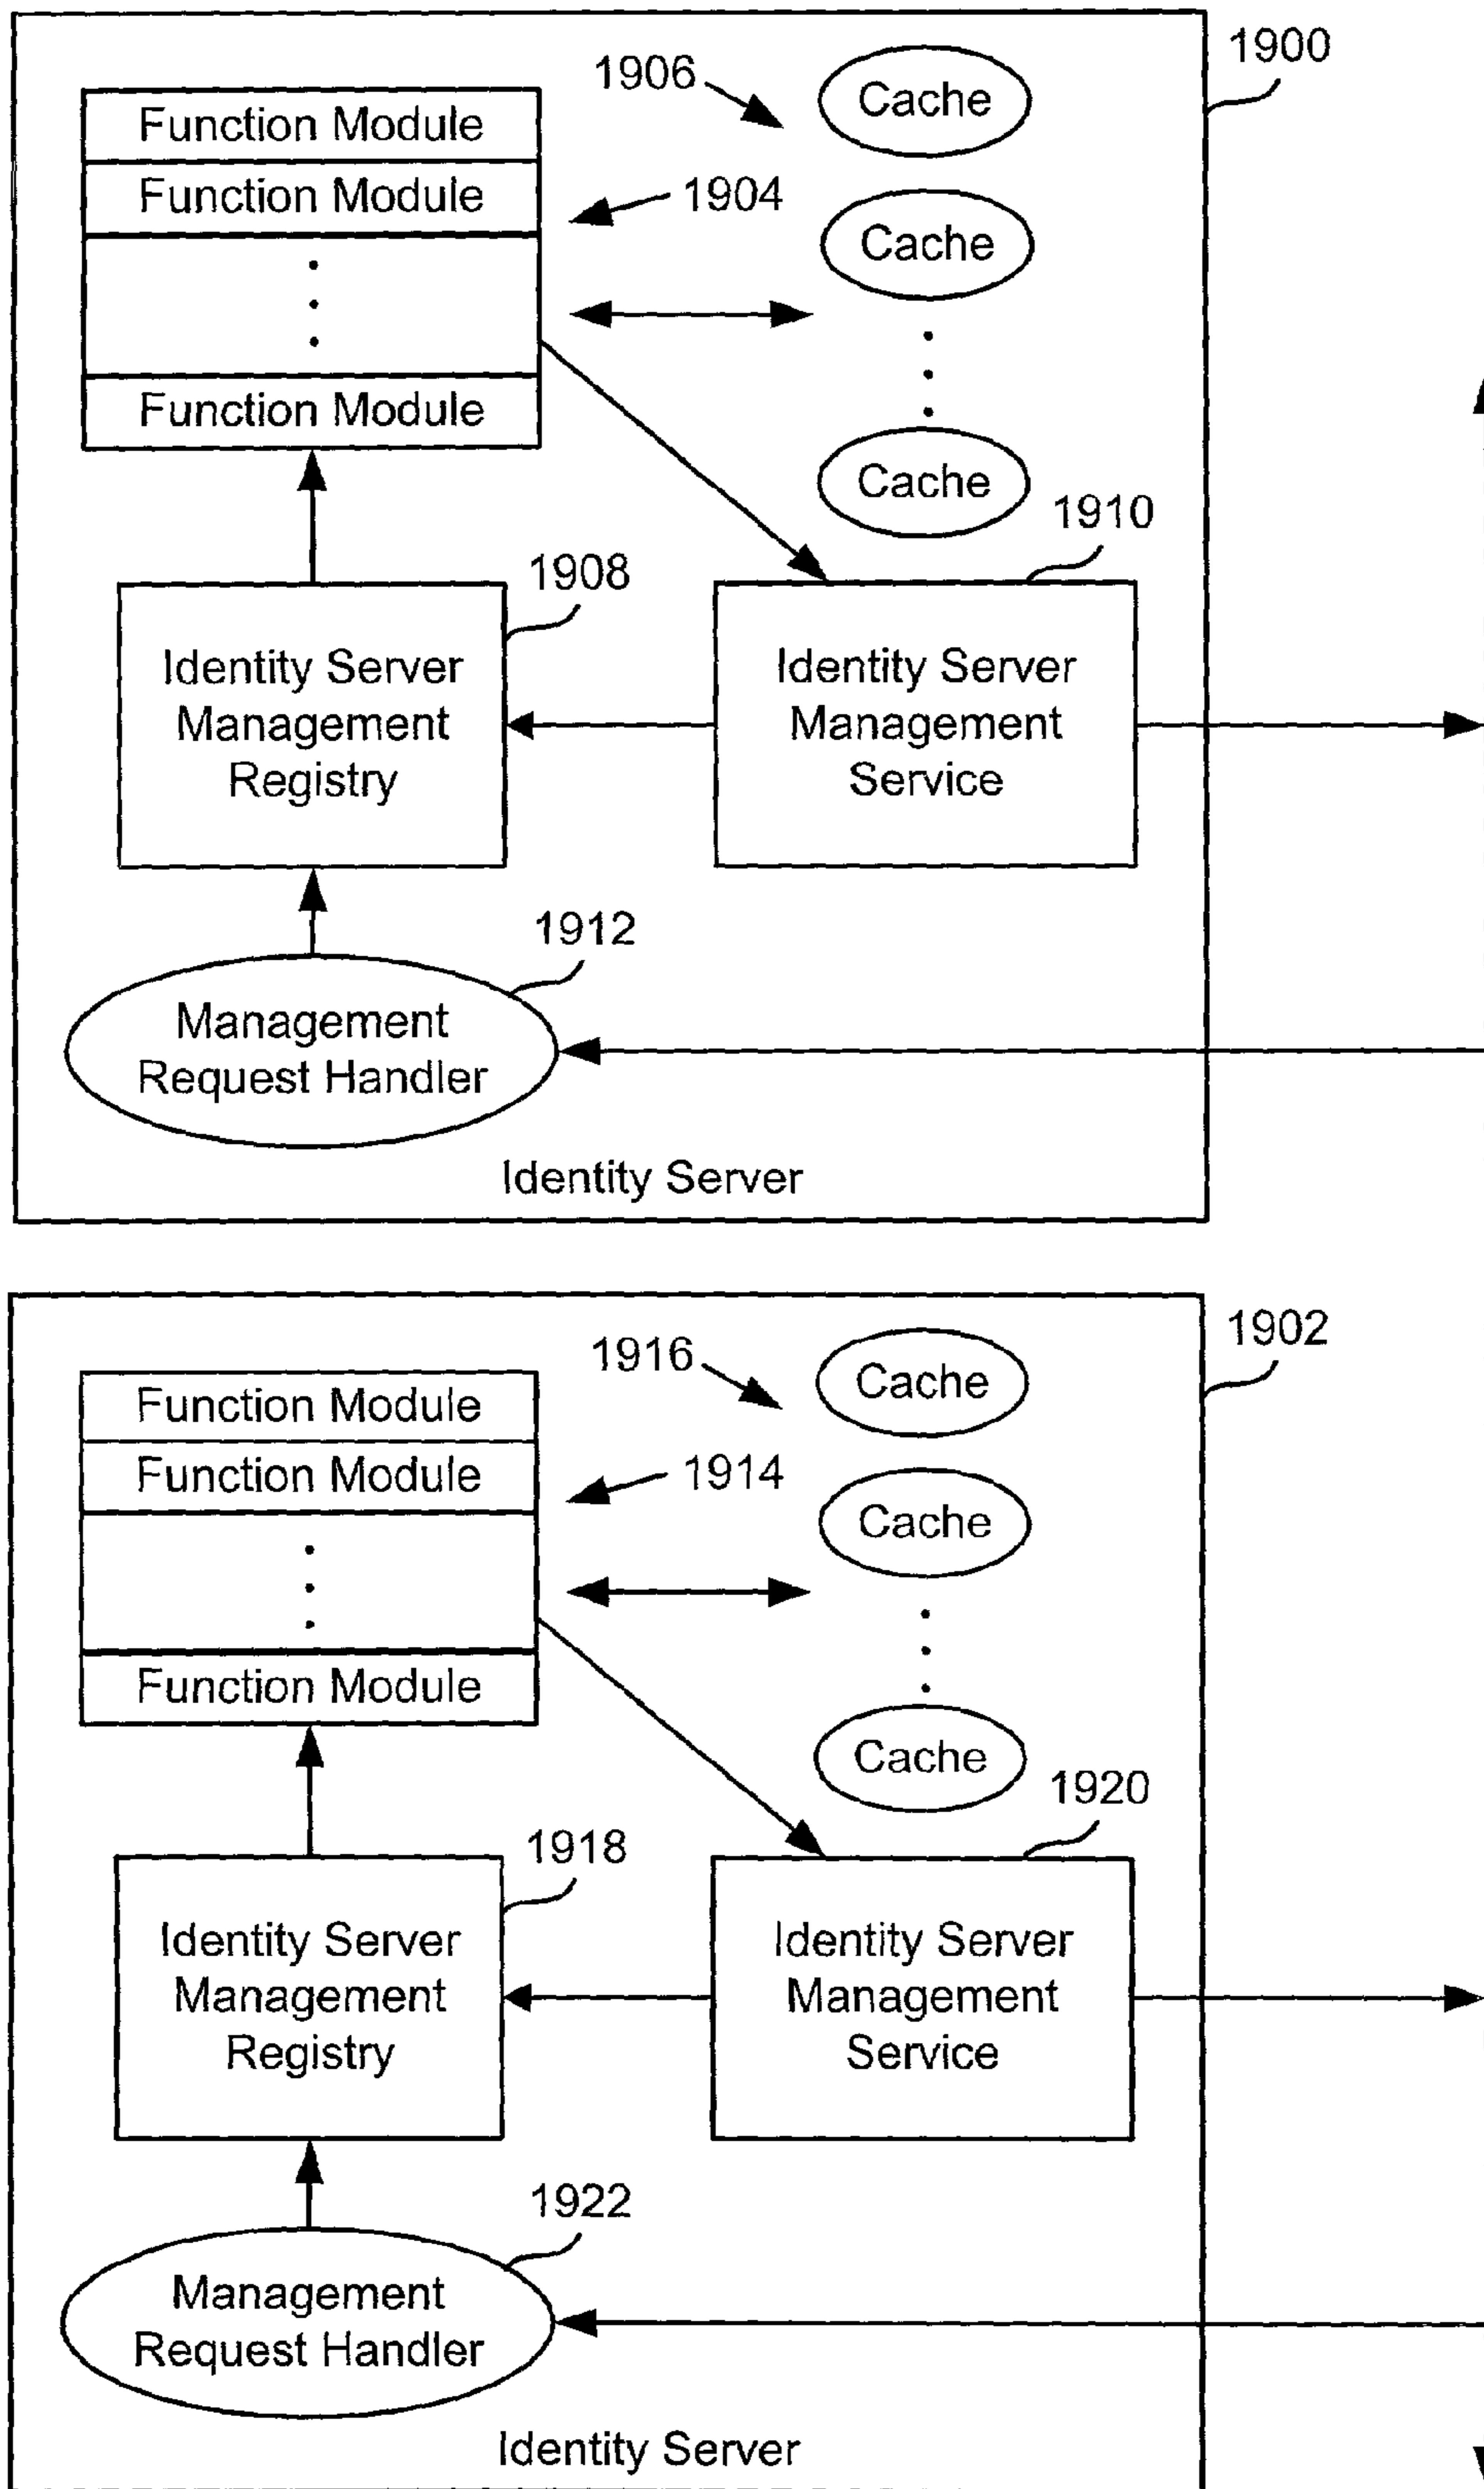 1900
1906
Cache
Function Module
Function Module
1904
Cache
Function Module
Cache
1910
1908
Identity Server
Management
Registry
Identity Server
Management
Service
1912
Management
Request Handler
Identity Server
1902
1916
Cache
Function Module
Function Module
1914
Cache
Function Module
Cache
1920
1918
Identity Server
Management
Registry
Identity Server
Management
Service
1922
Management
Request Handler
Identity Server